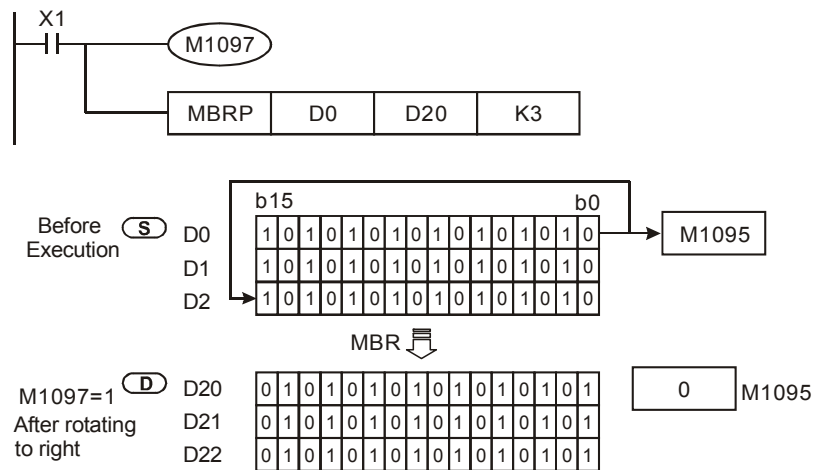 X1
M1097
MBRP D0 D20 K3
b15 b0
Before Execution S D0 1 0 1 0 1 0 1 0 1 0 1 0 1 0 1 0 M1095
D1 1 0 1 0 1 0 1 0 1 0 1 0 1 0 1 0
D2 1 0 1 0 1 0 1 0 1 0 1 0 1 0 1 0
MBR
M1097=1 D D20 0 1 0 1 0 1 0 1 0 1 0 1 0 1 0 1 0 M1095
After rotating D21 0 1 0 1 0 1 0 1 0 1 0 1 0 1 0 1
to right D22 0 1 0 1 0 1 0 1 0 1 0 1 0 1 0 1